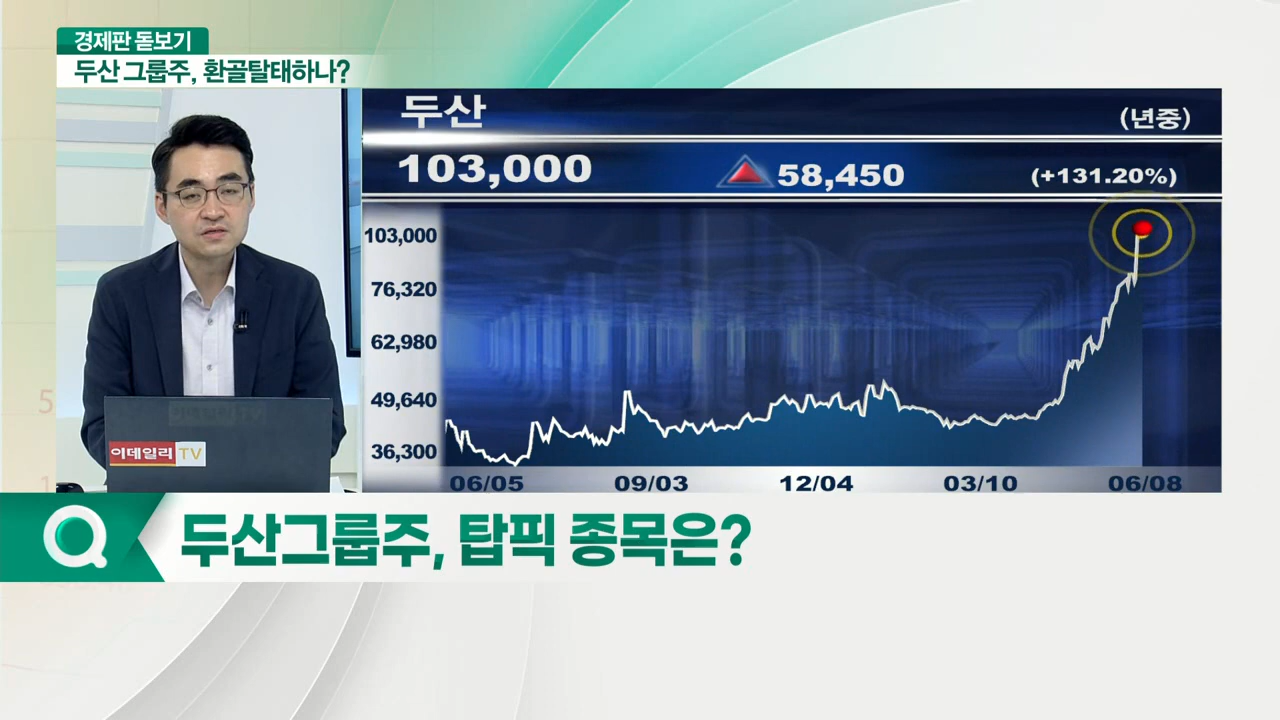 경제판 돋보기
두산 그룹주, 환골탈태하나?
두산
(년중)
103,000
58,450
(+131.20%)
103,000
76,320
62,980
49,640
36,300
06/05
09/03
12/04
03/10
06/08
이데일리 TV
5
1
두산그룹주, 탑픽 종목은?